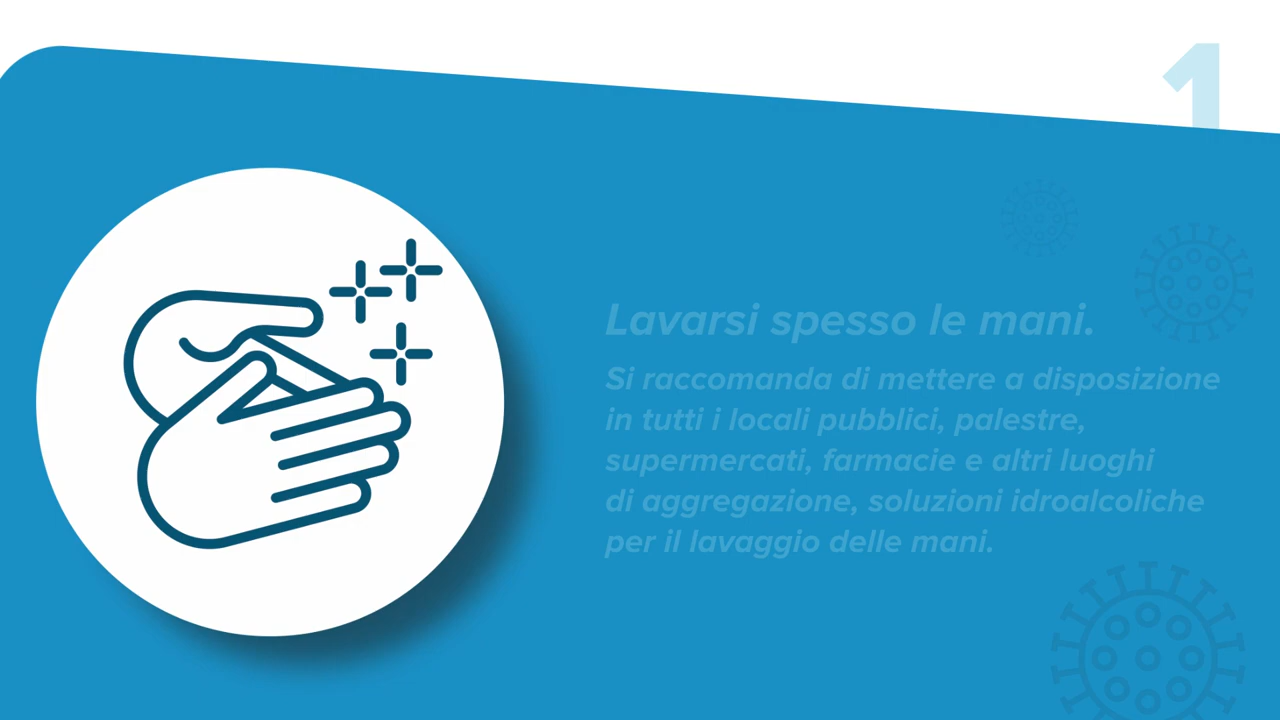 1
Lavarsi spesso le mani.
Si raccomanda di mettere a disposizione
in tutti i locali pubblici, palestre,
supermercati, farmacie e altri luoghi
di aggregazione, soluzioni idroalcoliche
per il lavaggio delle mani.